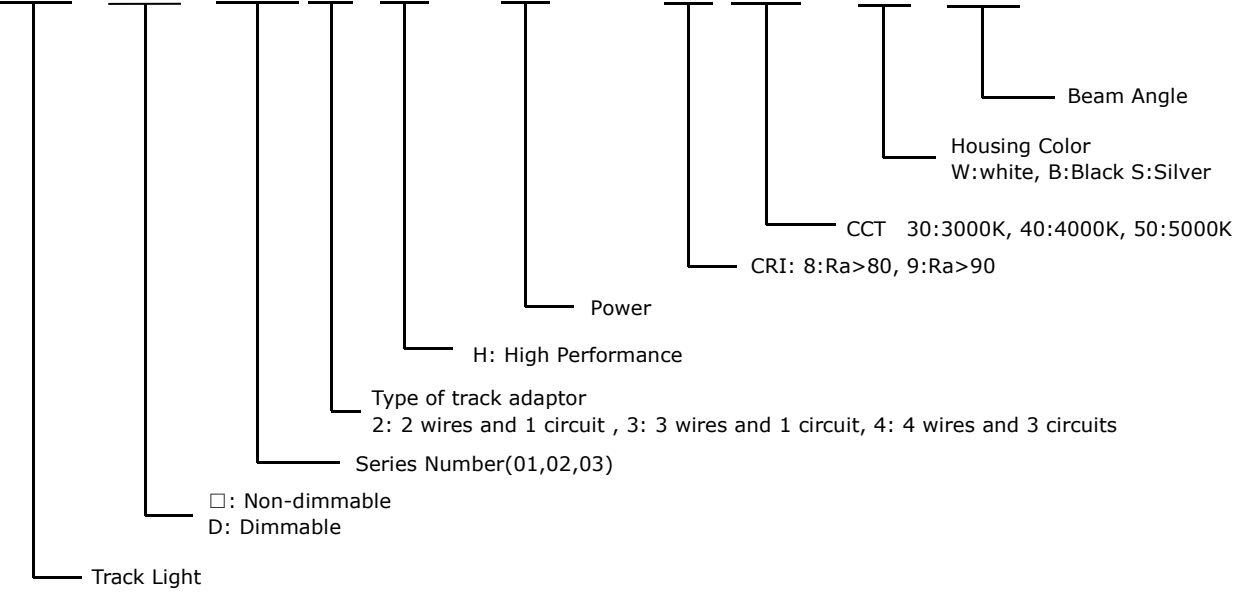 Beam Angle
Housing Color
W:white, B:Black S:Silver
CCT 30:3000K, 40:4000K, 50:5000K
CRI: 8:Ra>80, 9:Ra>90
Power
H: High Performance
Type of track adaptor
2: 2 wires and 1 circuit , 3: 3 wires and 1 circuit, 4: 4 wires and 3 circuits
Series Number(01,02,03)
□: Non-dimmable
D: Dimmable
Track Light